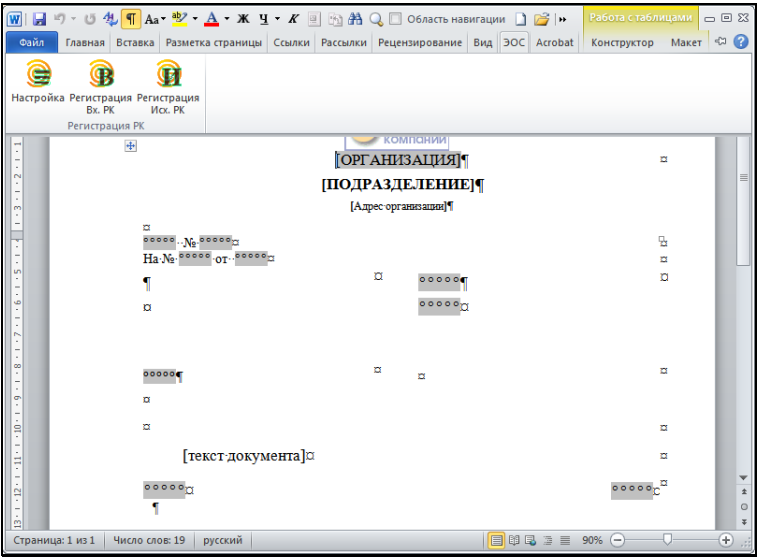 Aa ab A Ж Ч К Область навигации Работа с таблицами
Файл Главная Вставка Разметка страницы Ссылки Рассылки Рецензирование Вид ЭОС Acrobat Конструктор Макет
Настройка Регистрация Вх. РК Регистрация Исх. РК
Регистрация РК
компании
[ОРГАНИЗАЦИЯ]¶
[ПОДРАЗДЕЛЕНИЕ]¶
[Адрес·организации]¶
°°°°° ··№·°°°°°¤
На·№·°°°°°·от··°°°°°¤
¶ ¤ °°°°°¶ ¤
¤ °°°°°¤
°°°°°¶ ¤ ¤ ¤
¤
¤ ¤
[текст·документа]¤ ¤
°°°°°¤ °°°°° ¤
¶
Страница: 1 из 1 Число слов: 19 русский 90%